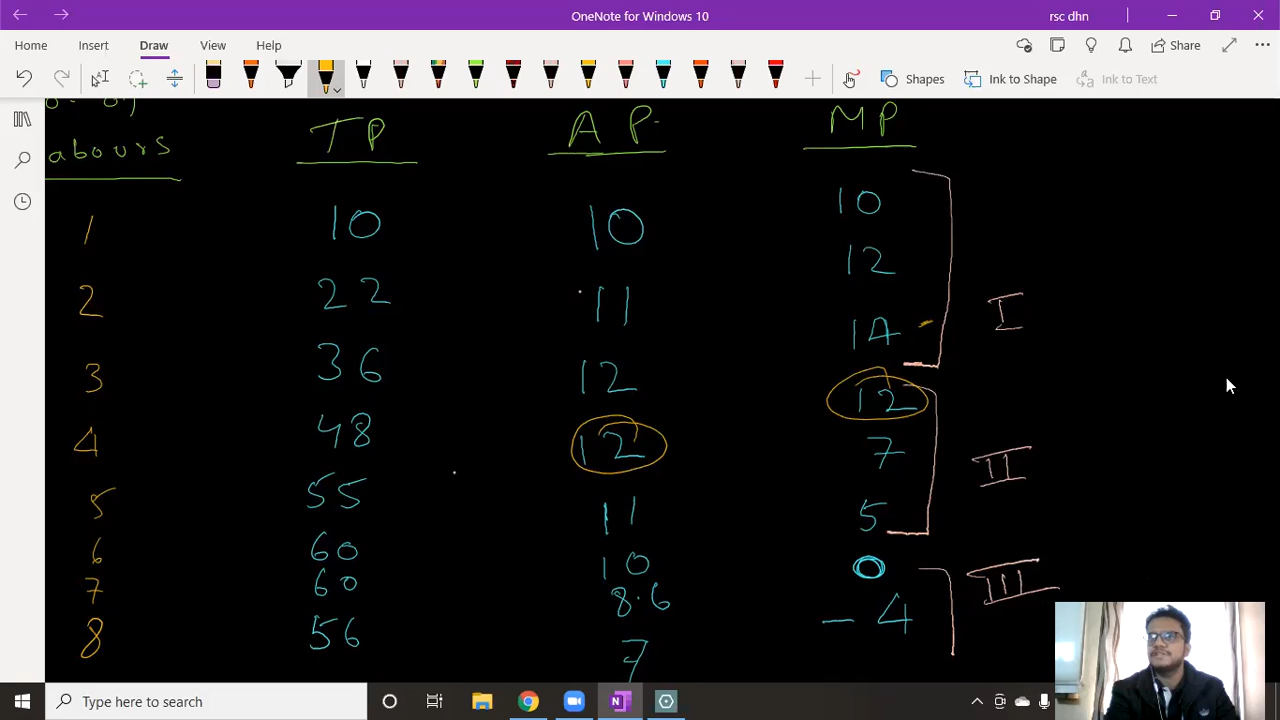 OneNote for Windows 10
rsc dhn
Home Insert Draw View Help
Share
Shapes
Ink to Shape
Ink to Text
abours TP AP MP
1 10 10 10
2 22 11 12
3 36 12 14
4 48 12 12
5 55 11 7
6 60 10 5
7 60 8.6 0
8 56 7 -4
I
II
III
Type here to search